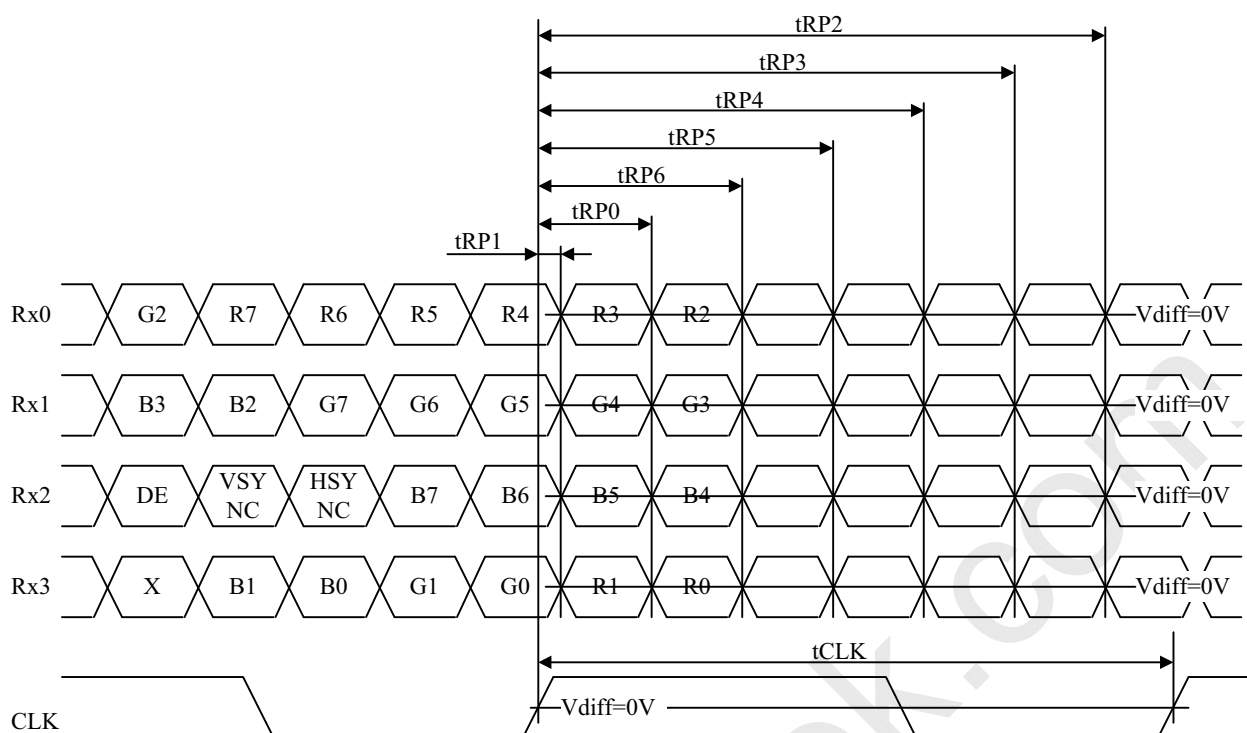 tRP2
tRP3
tRP4
tRP5
tRP6
tRP0
tRP1
Rx0 G2 R7 R6 R5 R4 R3 R2 Vdiff=0V
Rx1 B3 B2 G7 G6 G5 G4 G3 Vdiff=0V
Rx2 DE VSY NC HSY NC B7 B6 B5 B4 Vdiff=0V
Rx3 X B1 B0 G1 G0 R1 R0 Vdiff=0V
tCLK
CLK Vdiff=0V
ok.com